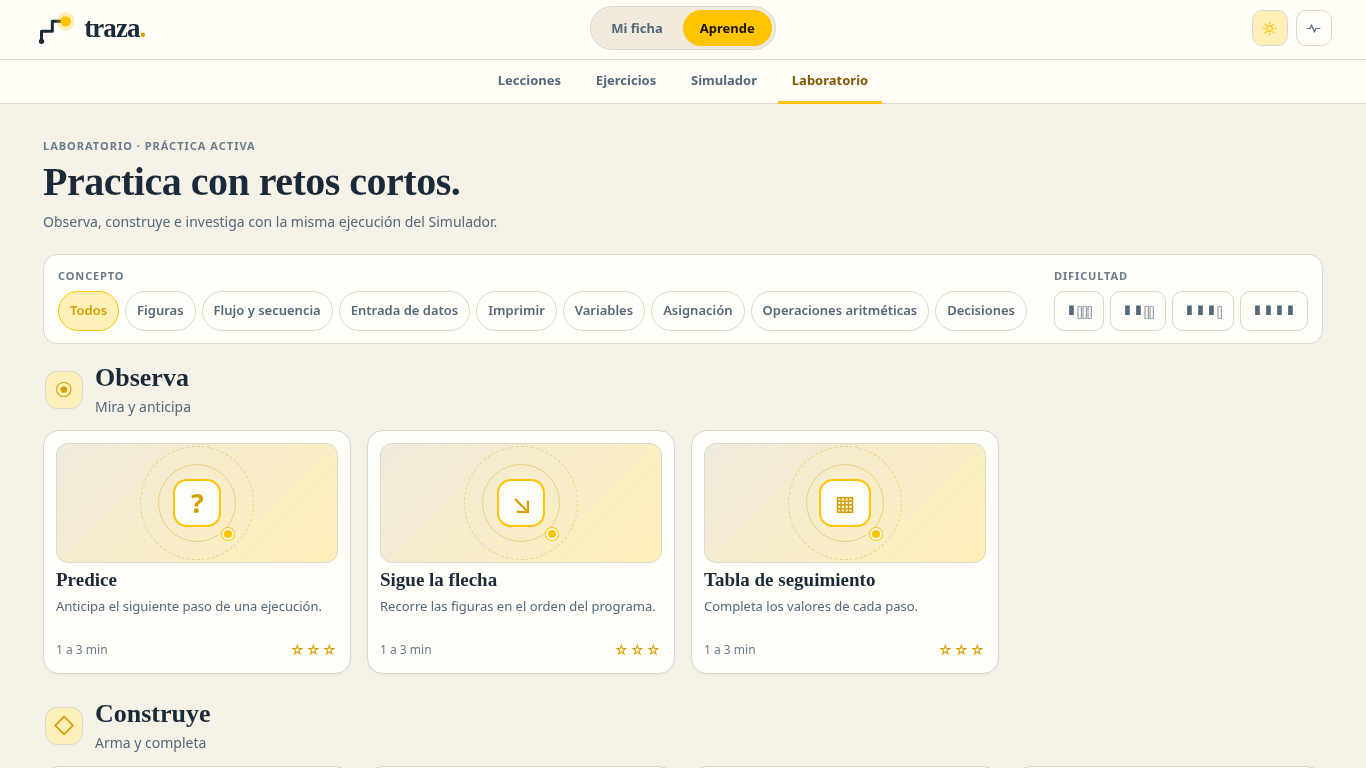 traza.
Mi ficha
Aprende
Lecciones
Ejercicios
Simulador
Laboratorio
LABORATORIO · PRÁCTICA ACTIVA
Practica con retos cortos.
Observa, construye e investiga con la misma ejecución del Simulador.
CONCEPTO
DIFICULTAD
Todos
Figuras
Flujo y secuencia
Entrada de datos
Imprimir
Variables
Asignación
Operaciones aritméticas
Decisiones
Observa
Mira y anticipa
?
Predice
Anticipa el siguiente paso de una ejecución.
1 a 3 min
☆☆☆
Sigue la flecha
Recorre las figuras en el orden del programa.
1 a 3 min
☆☆☆
Tabla de seguimiento
Completa los valores de cada paso.
1 a 3 min
☆☆☆
Construye
Arma y completa